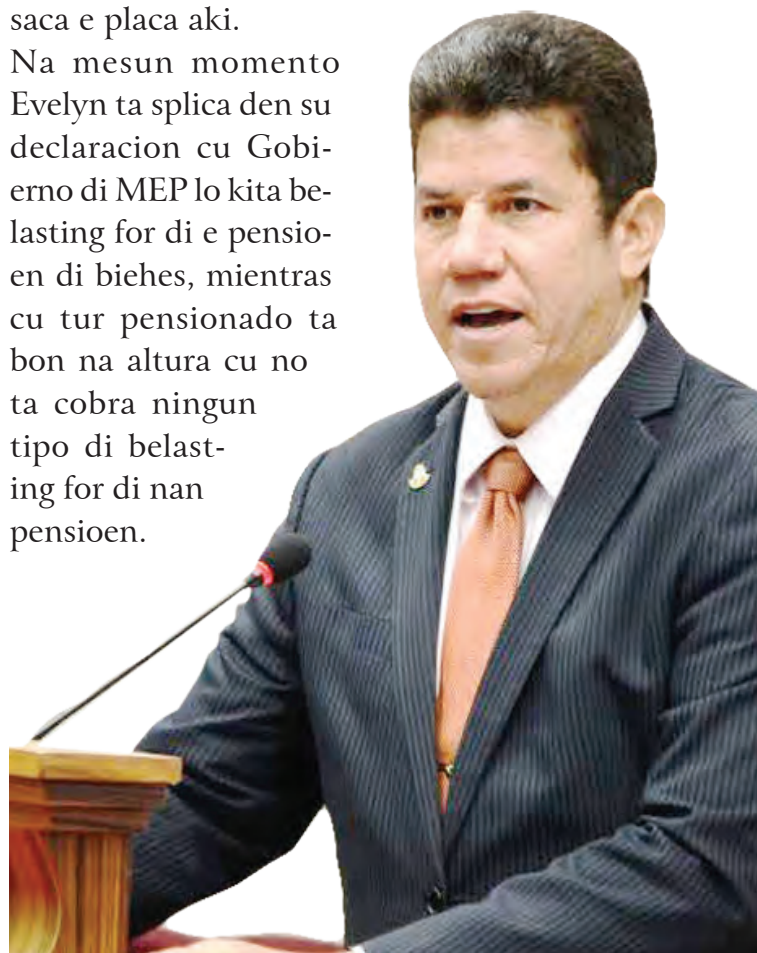 saca e placa aki.
Na mesun momento
Evelyn ta splica den su
declaracion cu Gobi-
erno di MEP lo kita be-
lasting for di e pensio-
en di biehes, mientras
cu tur pensionado ta
bon na altura cu no
ta cobra ningun
tipo di belast-
ing for di nan
pensioen.